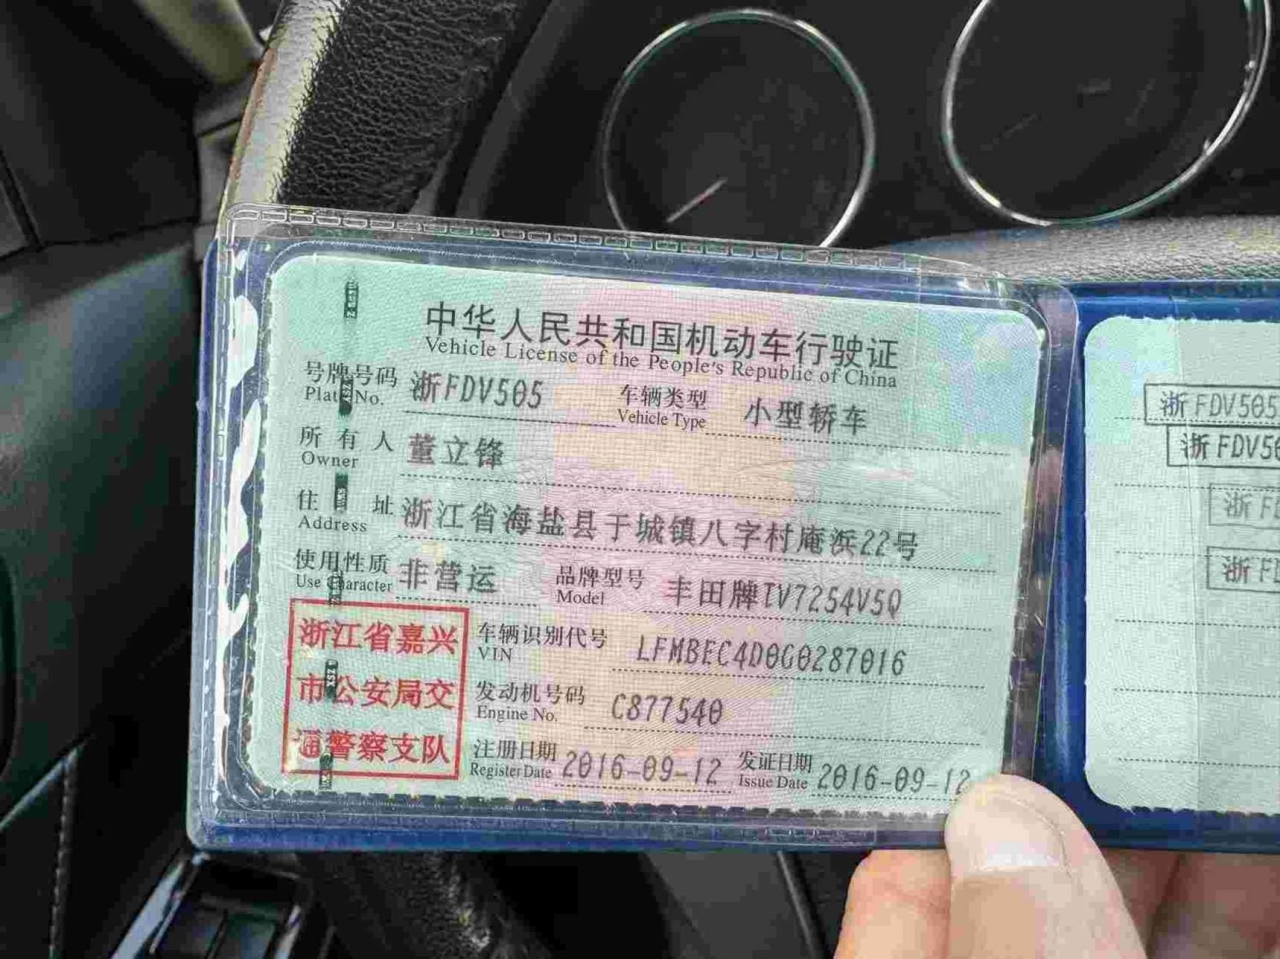 中华人民共和国机动车行驶证
Vehicle License of the People's Republic of China
号牌号码 浙FDV505 车辆类型 小型轿车
Plate No. Vehicle Type
所有人 董立锋
Owner
住址 浙江省海盐县于城镇八字村庵浜22号
Address
使用性质 非营运 品牌型号 丰田牌TV7254V5Q
Use Character Model
浙江省嘉兴
市公安局交
通警察支队
车辆识别代号 LFMBEC4D0G0287016
VIN
发动机号码 C877540
Engine No.
注册日期 2016-09-12 发证日期 2016-09-12
Register Date Issue Date
浙FDV505
浙FDV50
浙F
浙FD